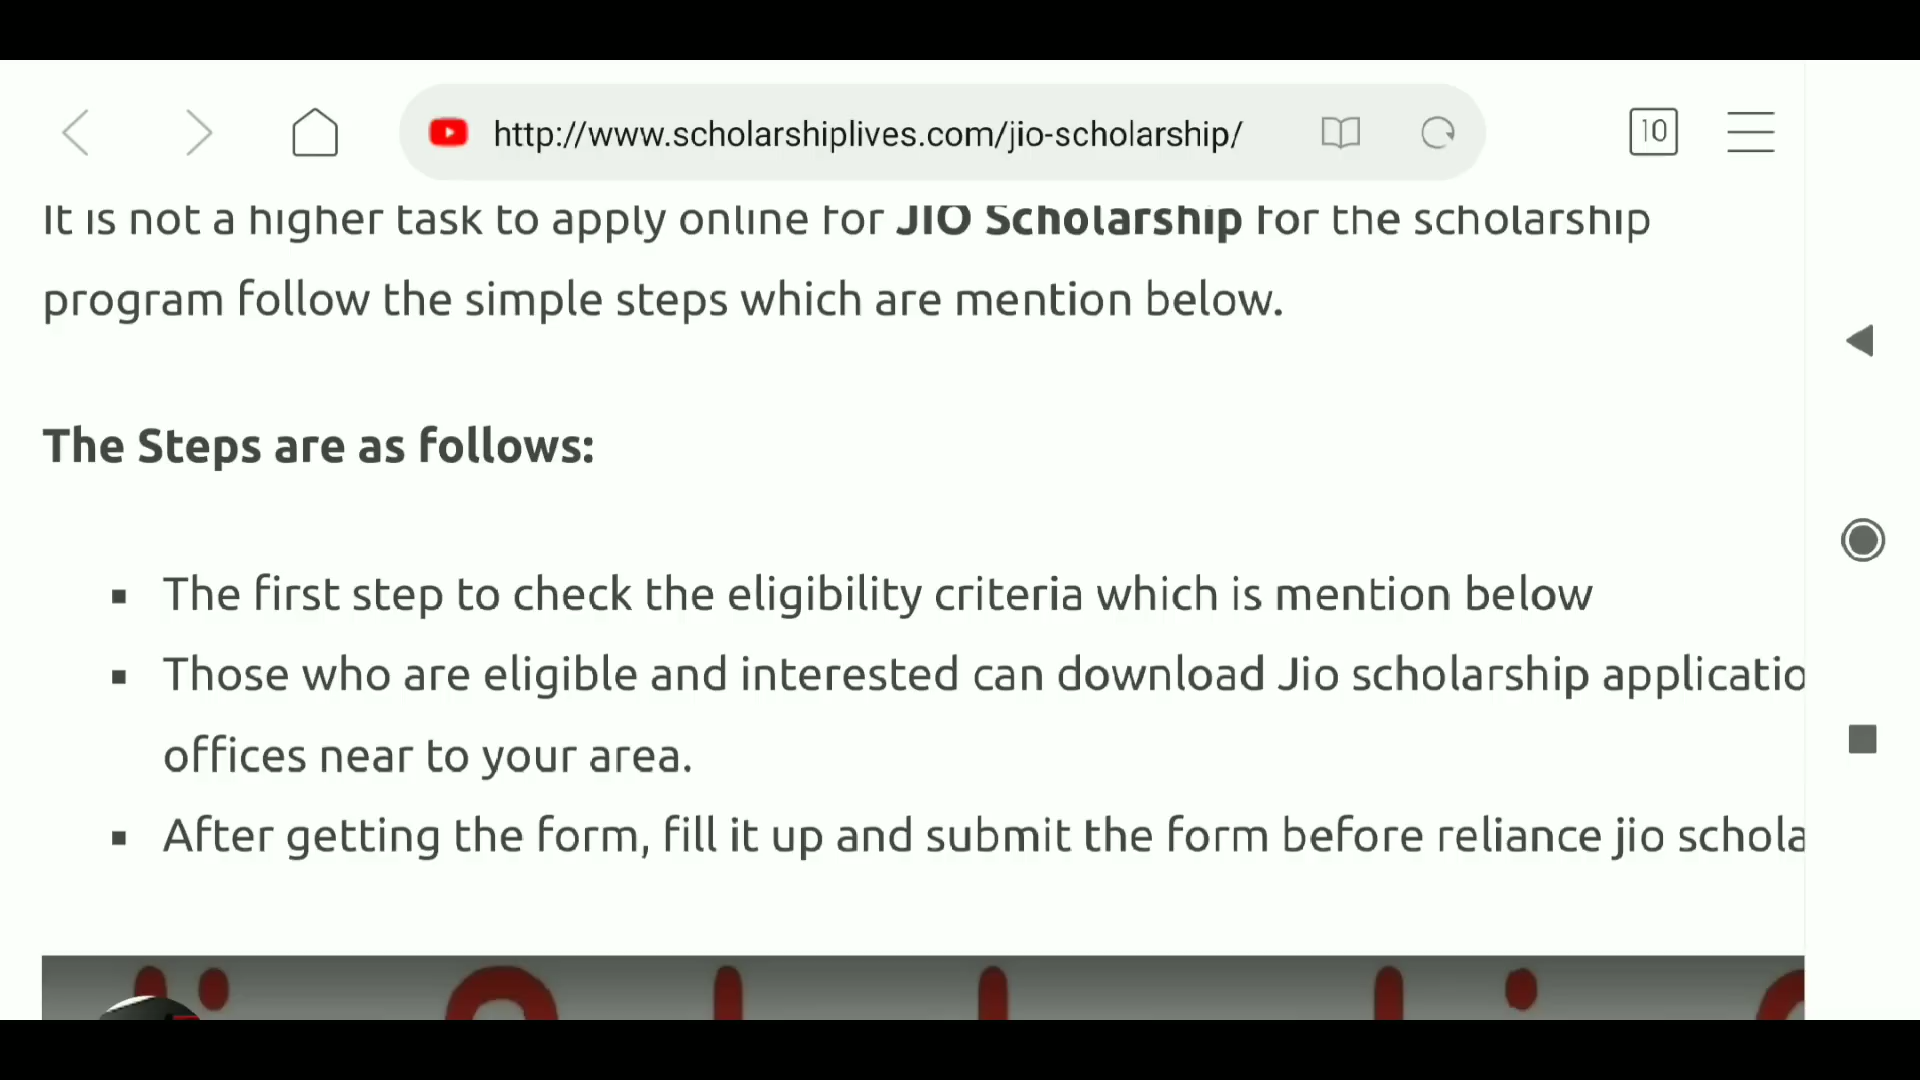 http://www.scholarshiplives.com/jio-scholarship/
10
It is not a higher task to apply online for JIO Scholarship for the scholarship
program follow the simple steps which are mention below.
The Steps are as follows:
▪ The first step to check the eligibility criteria which is mention below
▪ Those who are eligible and interested can download Jio scholarship applicatio
offices near to your area.
▪ After getting the form, fill it up and submit the form before reliance jio schola